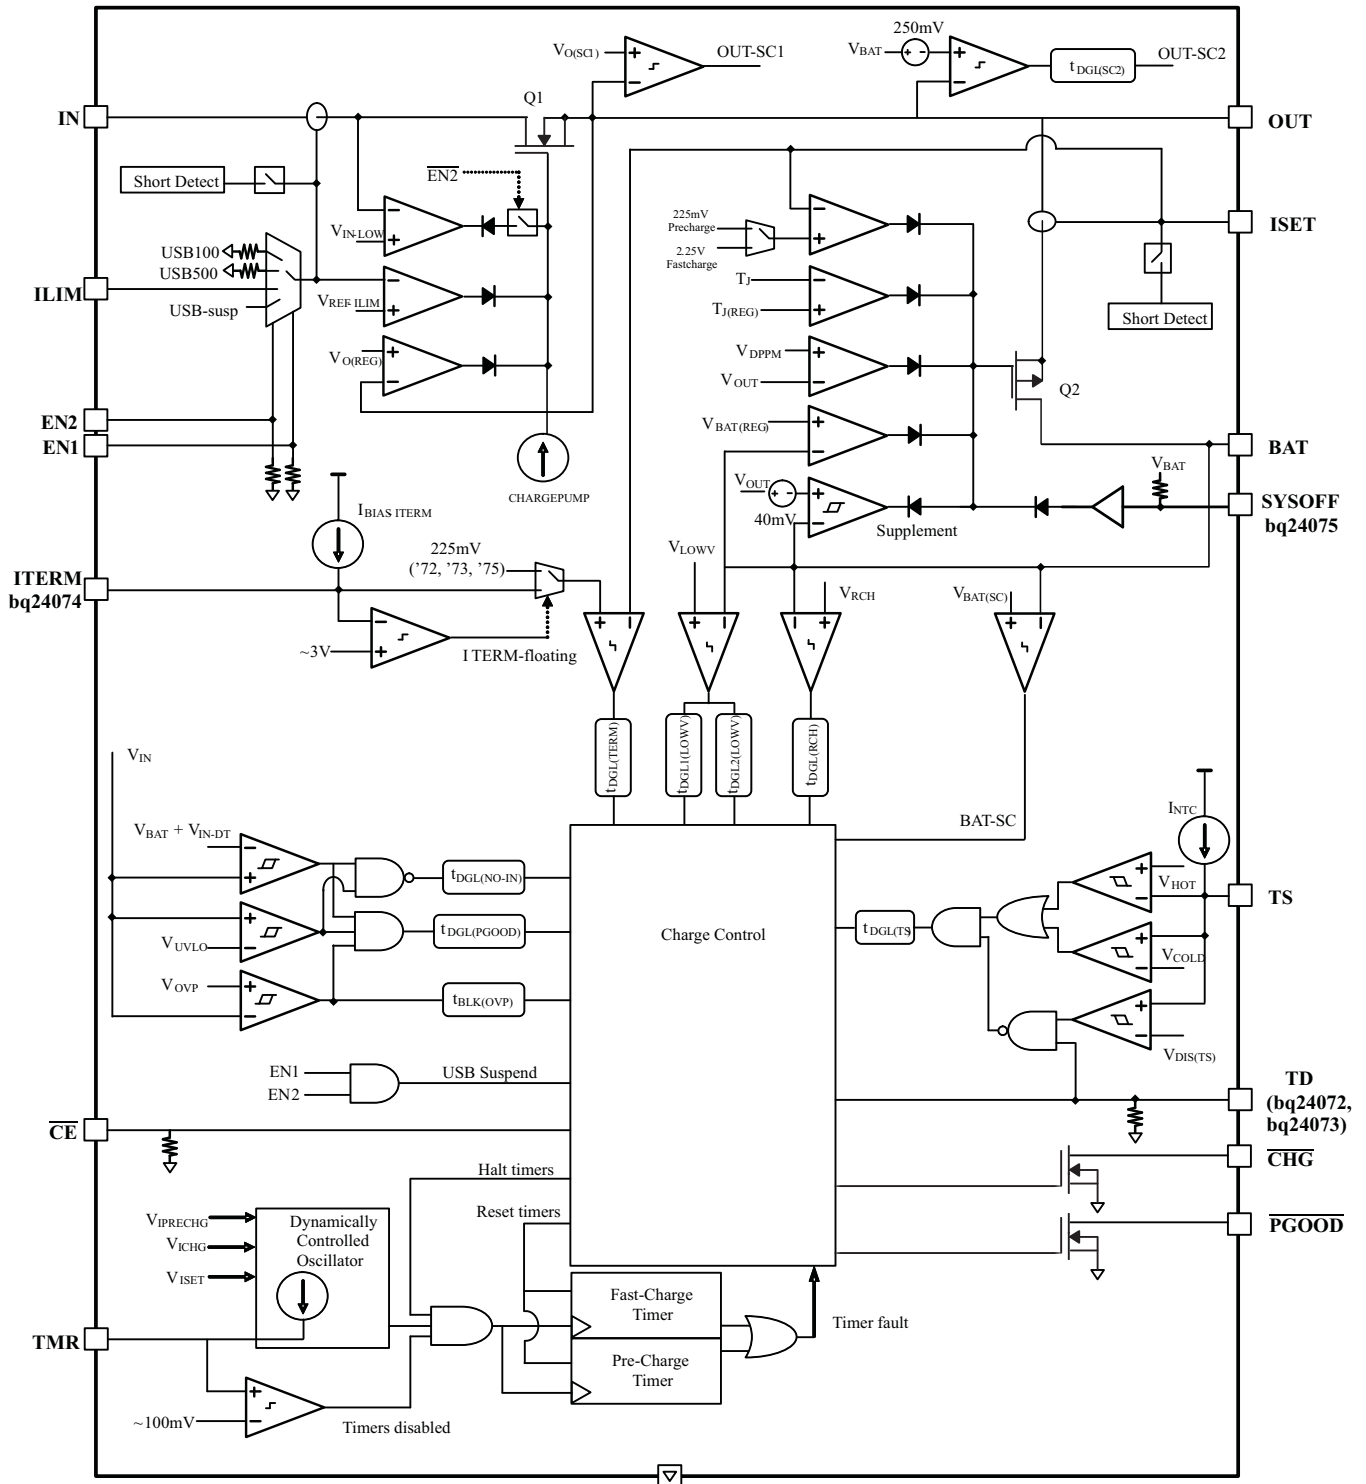 250mV
VO(SC1)
OUT-SC1
VBAT
tDGL(SC2)
OUT-SC2
Q1
IN
OUT
Short Detect
EN2
VIN-LOW
225mV
Precharge
2.25V
Fastcharge
ISET
USB100
USB500
ILIM
USB-susp
VREF-ILIM
TJ
TJ(REG)
Short Detect
VO(REG)
VDPPM
VOUT
Q2
EN2
EN1
VBAT(REG)
BAT
CHARGEPUMP
VOUT
40mV
Supplement
VBAT
SYSOFF
bq24075
IBIAS ITERM
225mV
('72, '73, '75)
VLOWV
ITERM
bq24074
VRCH
VBAT(SC)
~3V
I TERM-floating
tDGL(TERM)
tDGL1(LOWV)
tDGL2(LOWV)
tDGL(RCH)
VIN
BAT-SC
INTC
VBAT + VIN-DT
tDGL(NO-IN)
VHOT
TS
VUVLO
tDGL(PGOOD)
Charge Control
tDGL(TS)
VCOLD
VOVP
tBLK(OVP)
VDIS(TS)
EN1
EN2
USB Suspend
TD
(bq24072,
bq24073)
CE
CHG
Halt timers
Reset timers
PGOOD
VIPRECHG
VICHG
VISET
Dynamically
Controlled
Oscillator
Fast-Charge
Timer
Timer fault
TMR
Pre-Charge
Timer
~100mV
Timers disabled